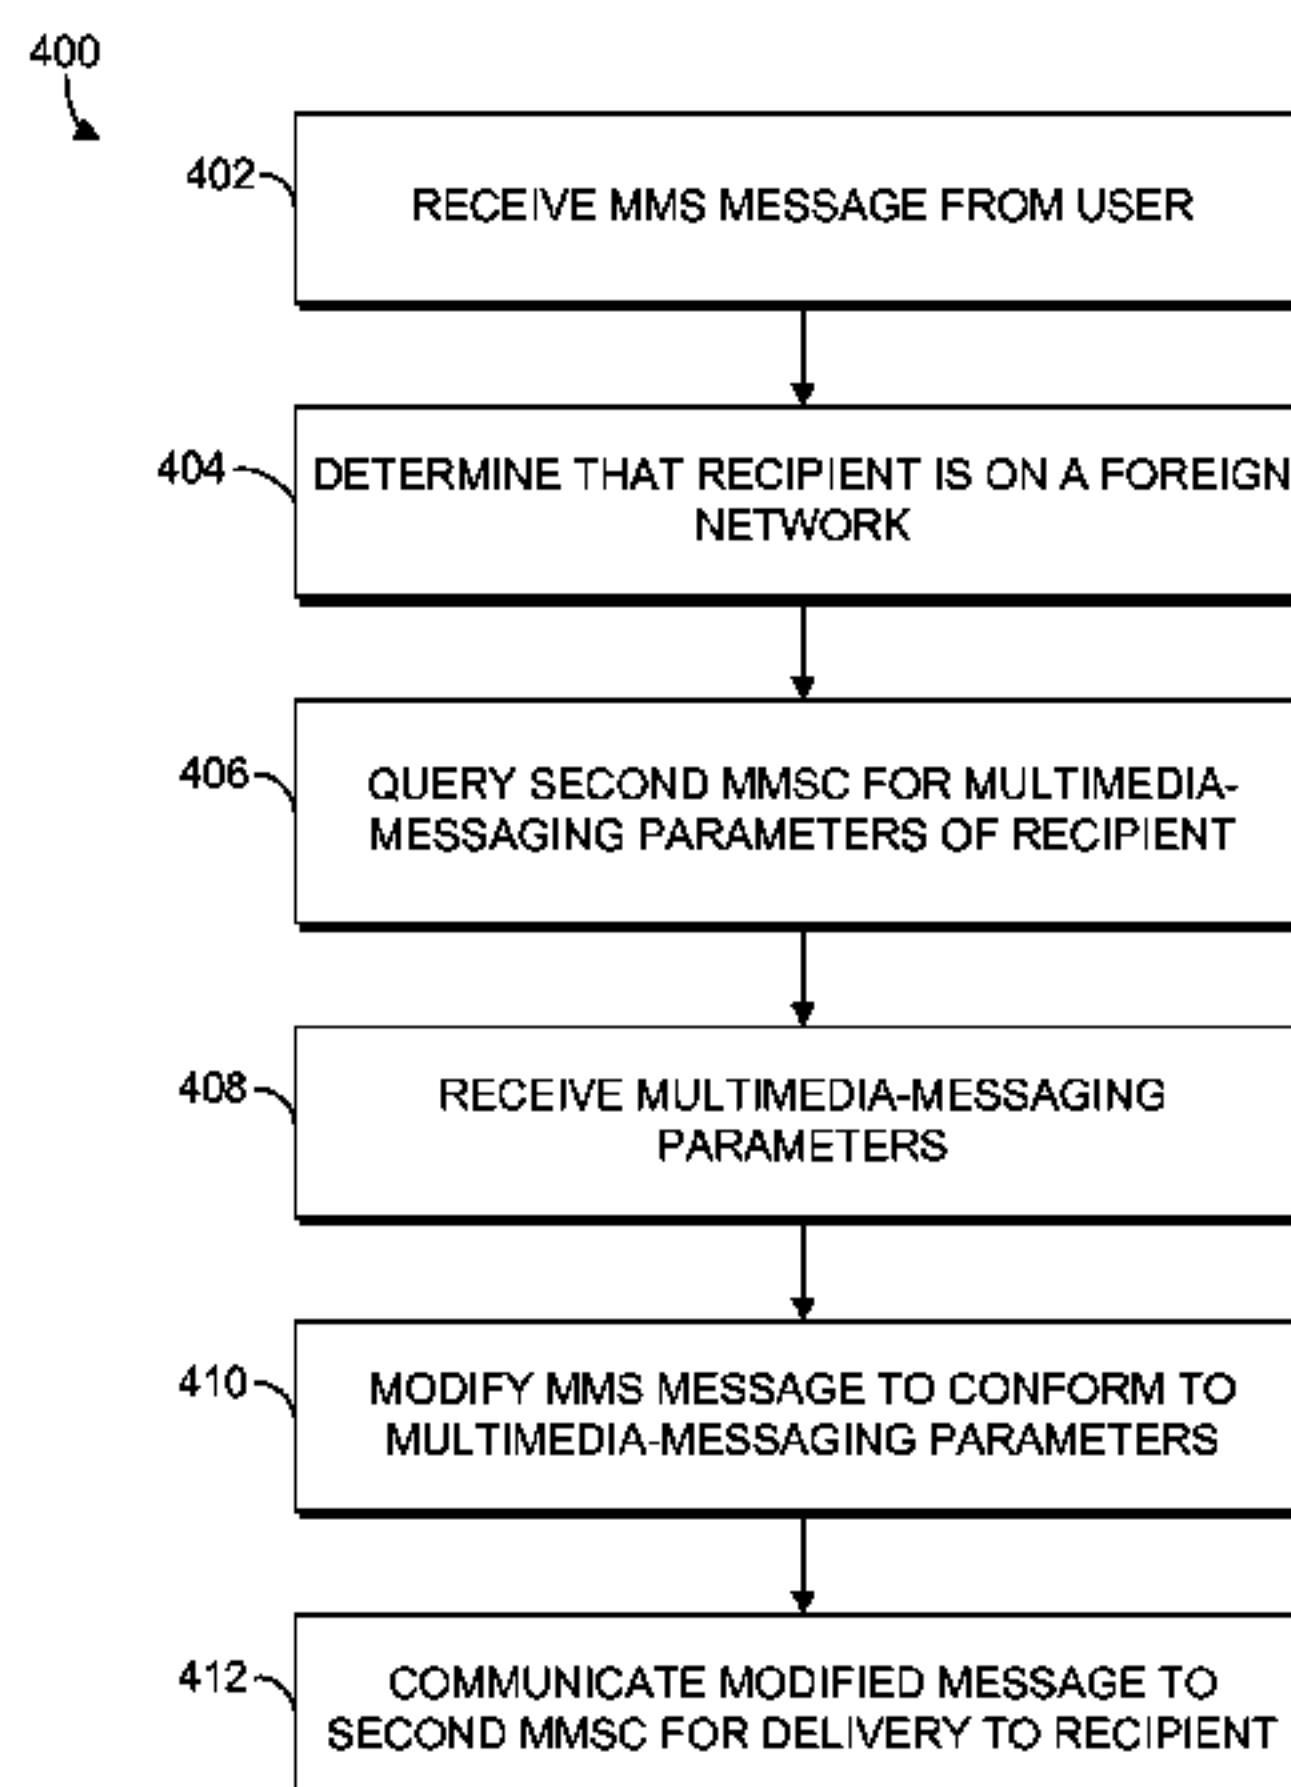 400
402
RECEIVE MMS MESSAGE FROM USER
404
DETERMINE THAT RECIPIENT IS ON A FOREIGN
NETWORK
406
QUERY SECOND MMSC FOR MULTIMEDIA-
MESSAGING PARAMETERS OF RECIPIENT
408
RECEIVE MULTIMEDIA-MESSAGING
PARAMETERS
410
MODIFY MMS MESSAGE TO CONFORM TO
MULTIMEDIA-MESSAGING PARAMETERS
412
COMMUNICATE MODIFIED MESSAGE TO
SECOND MMSC FOR DELIVERY TO RECIPIENT